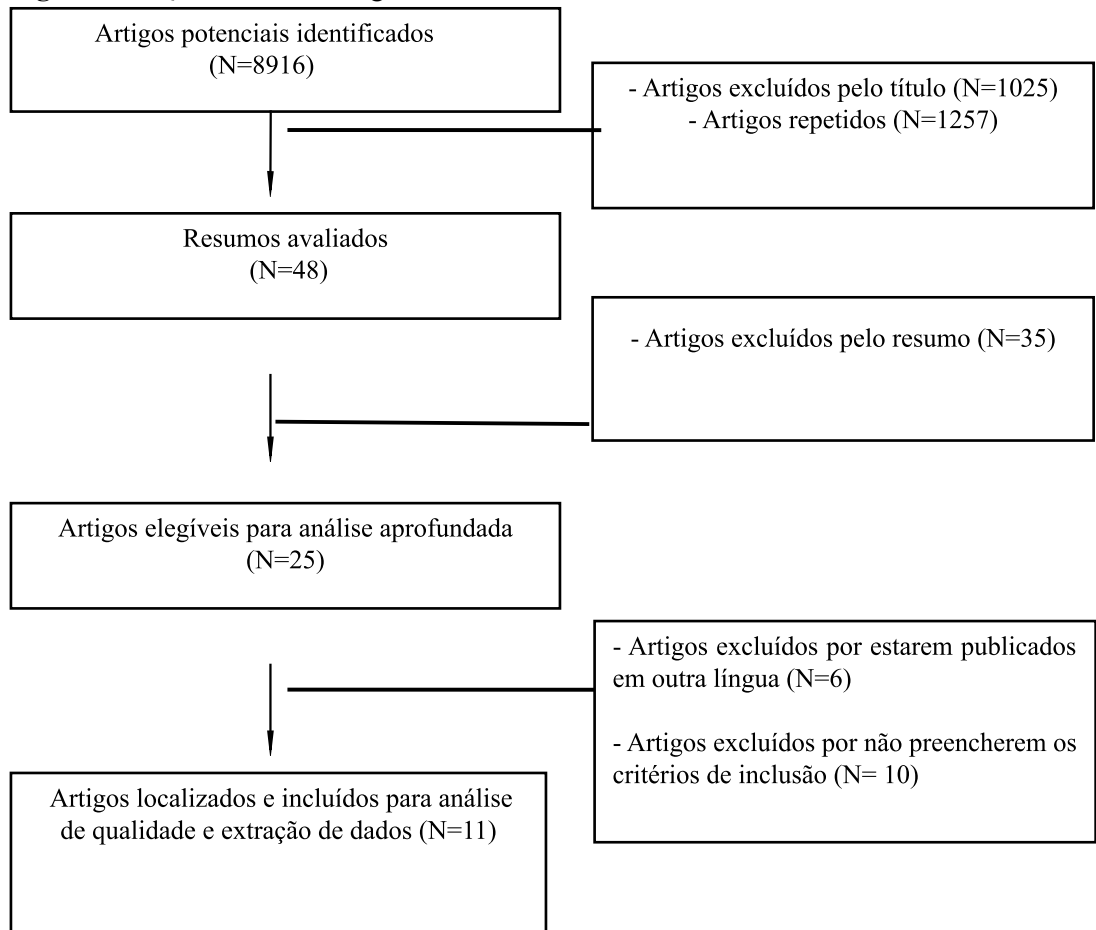 Artigos potenciais identificados
(N=8916)
- Artigos excluídos pelo título (N=1025)
- Artigos repetidos (N=1257)
Resumos avaliados
(N=48)
- Artigos excluídos pelo resumo (N=35)
Artigos elegíveis para análise aprofundada
(N=25)
- Artigos excluídos por estarem publicados
em outra língua (N=6)
- Artigos excluídos por não preencherem os
critérios de inclusão (N= 10)
Artigos localizados e incluídos para análise
de qualidade e extração de dados (N=11)